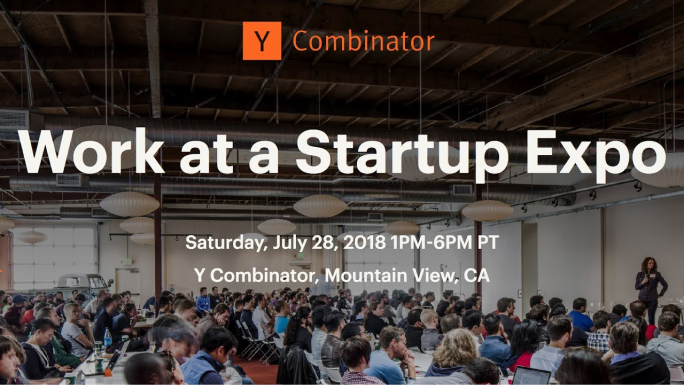 Y Combinator
Work at a Startup Expo
Saturday, July 28, 2018 1PM-6PM PT
Y Combinator, Mountain View, CA